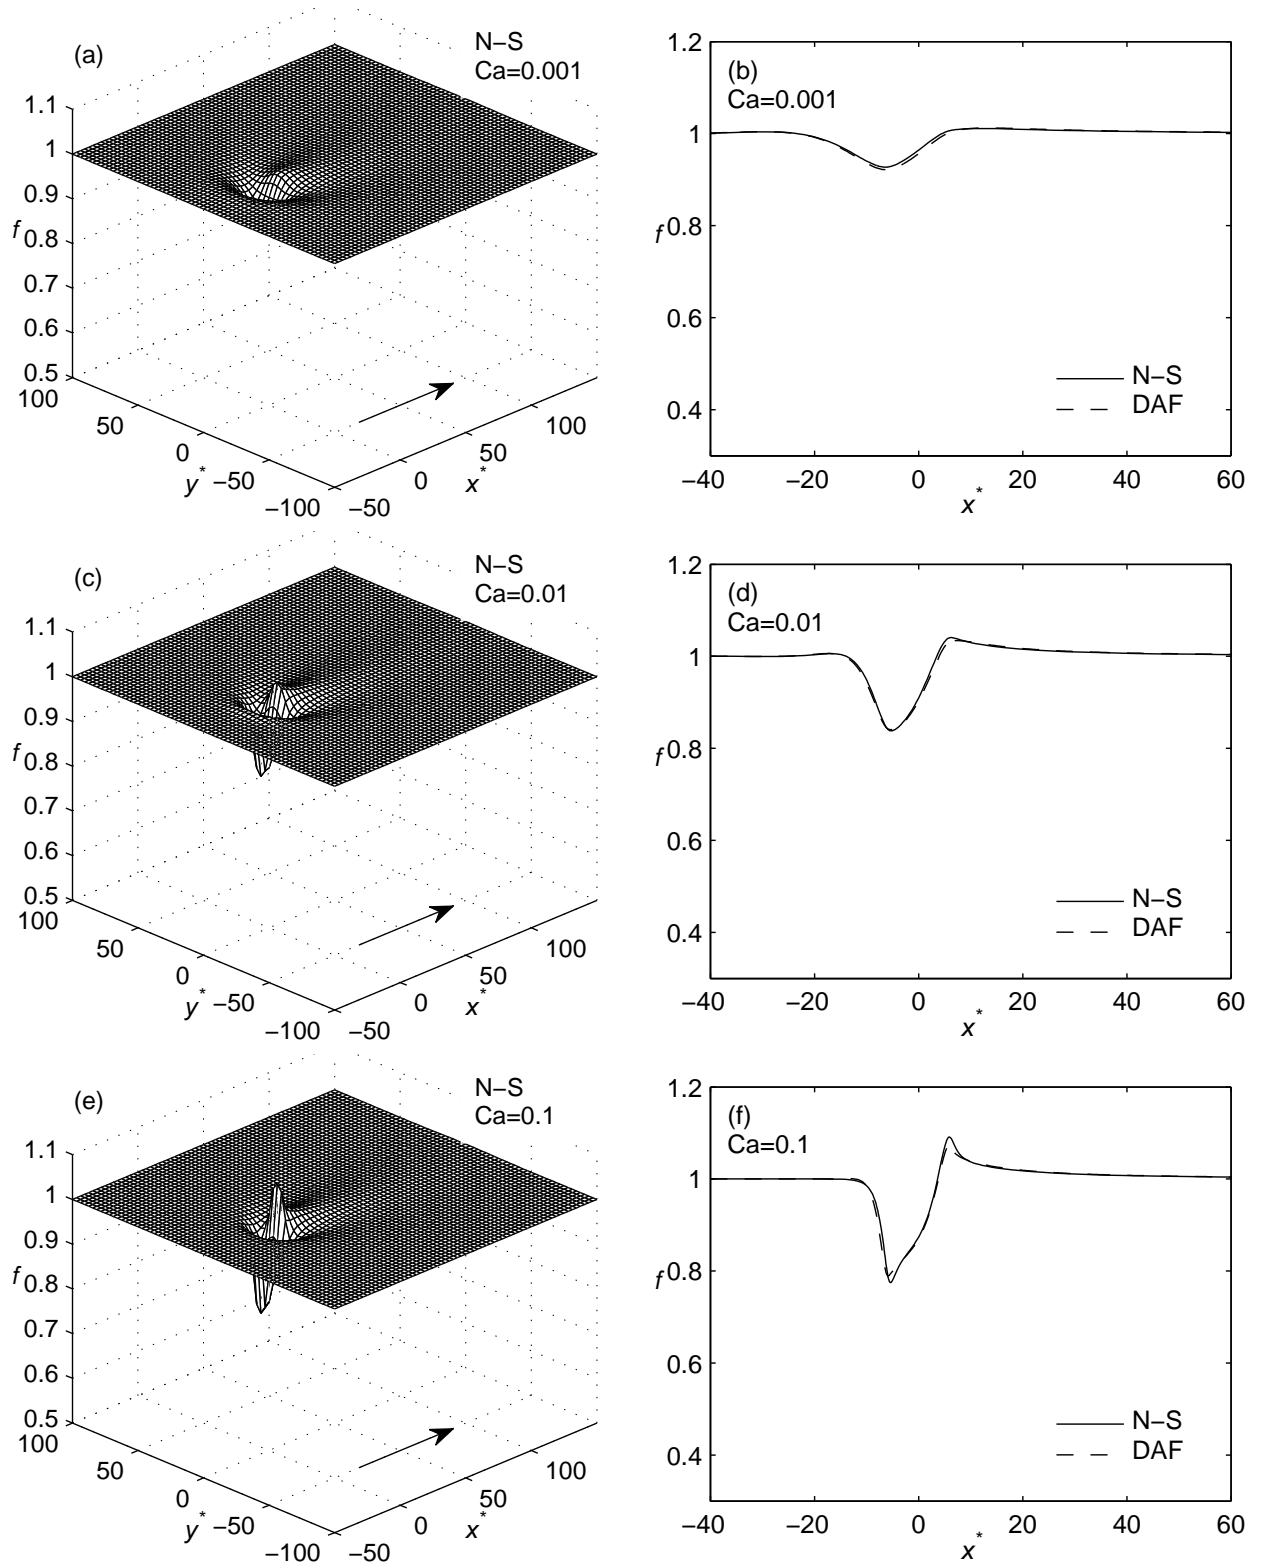 (a)
N−S
Ca=0.001
1.1
1
0.9
f
0.8
0.7
0.6
0.5
100
50
0
y* −50
−100
−50
0
x*
50
100
(b)
Ca=0.001
1.2
1
0.8
f
0.6
0.4
N−S
DAF
−40 −20 0 20 40 60
x*
(c)
N−S
Ca=0.01
1.1
1
0.9
f
0.8
0.7
0.6
0.5
100
50
0
y* −50
−100
−50
0
x*
50
100
(d)
Ca=0.01
1.2
1
0.8
f
0.6
0.4
N−S
DAF
−40 −20 0 20 40 60
x*
(e)
N−S
Ca=0.1
1.1
1
0.9
f
0.8
0.7
0.6
0.5
100
50
0
y* −50
−100
−50
0
x*
50
100
(f)
Ca=0.1
1.2
1
0.8
f
0.6
0.4
N−S
DAF
−40 −20 0 20 40 60
x*